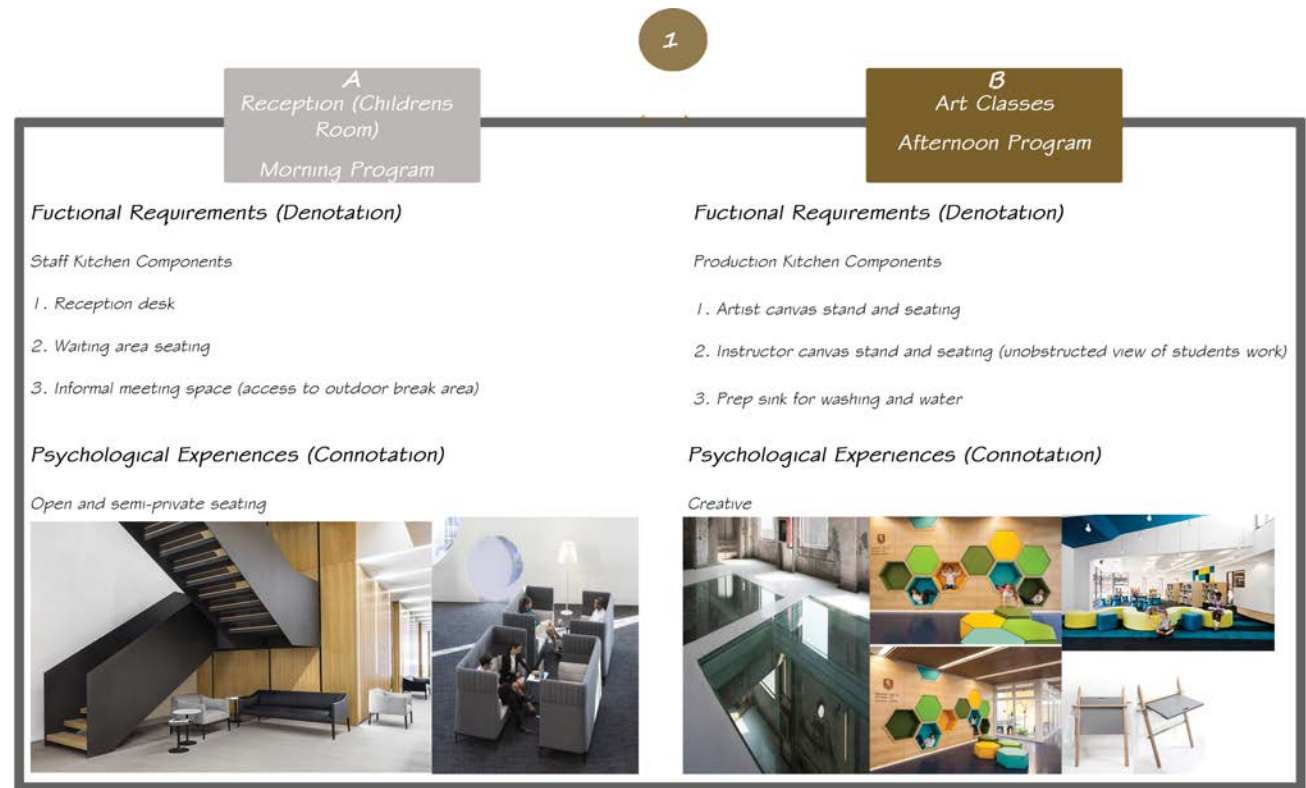 1
A
Reception (Childrens
Room)
Morning Program
B
Art Classes
Afternoon Program
Fuctional Requirements (Denotation)
Staff Kitchen Components
1. Reception desk
2. Waiting area seating
3. Informal meeting space (access to outdoor break area)
Psychological Experiences (Connotation)
Open and semi-private seating
Fuctional Requirements (Denotation)
Production Kitchen Components
1. Artist canvas stand and seating
2. Instructor canvas stand and seating (unobstructed view of students work)
3. Prep sink for washing and water
Psychological Experiences (Connotation)
Creative